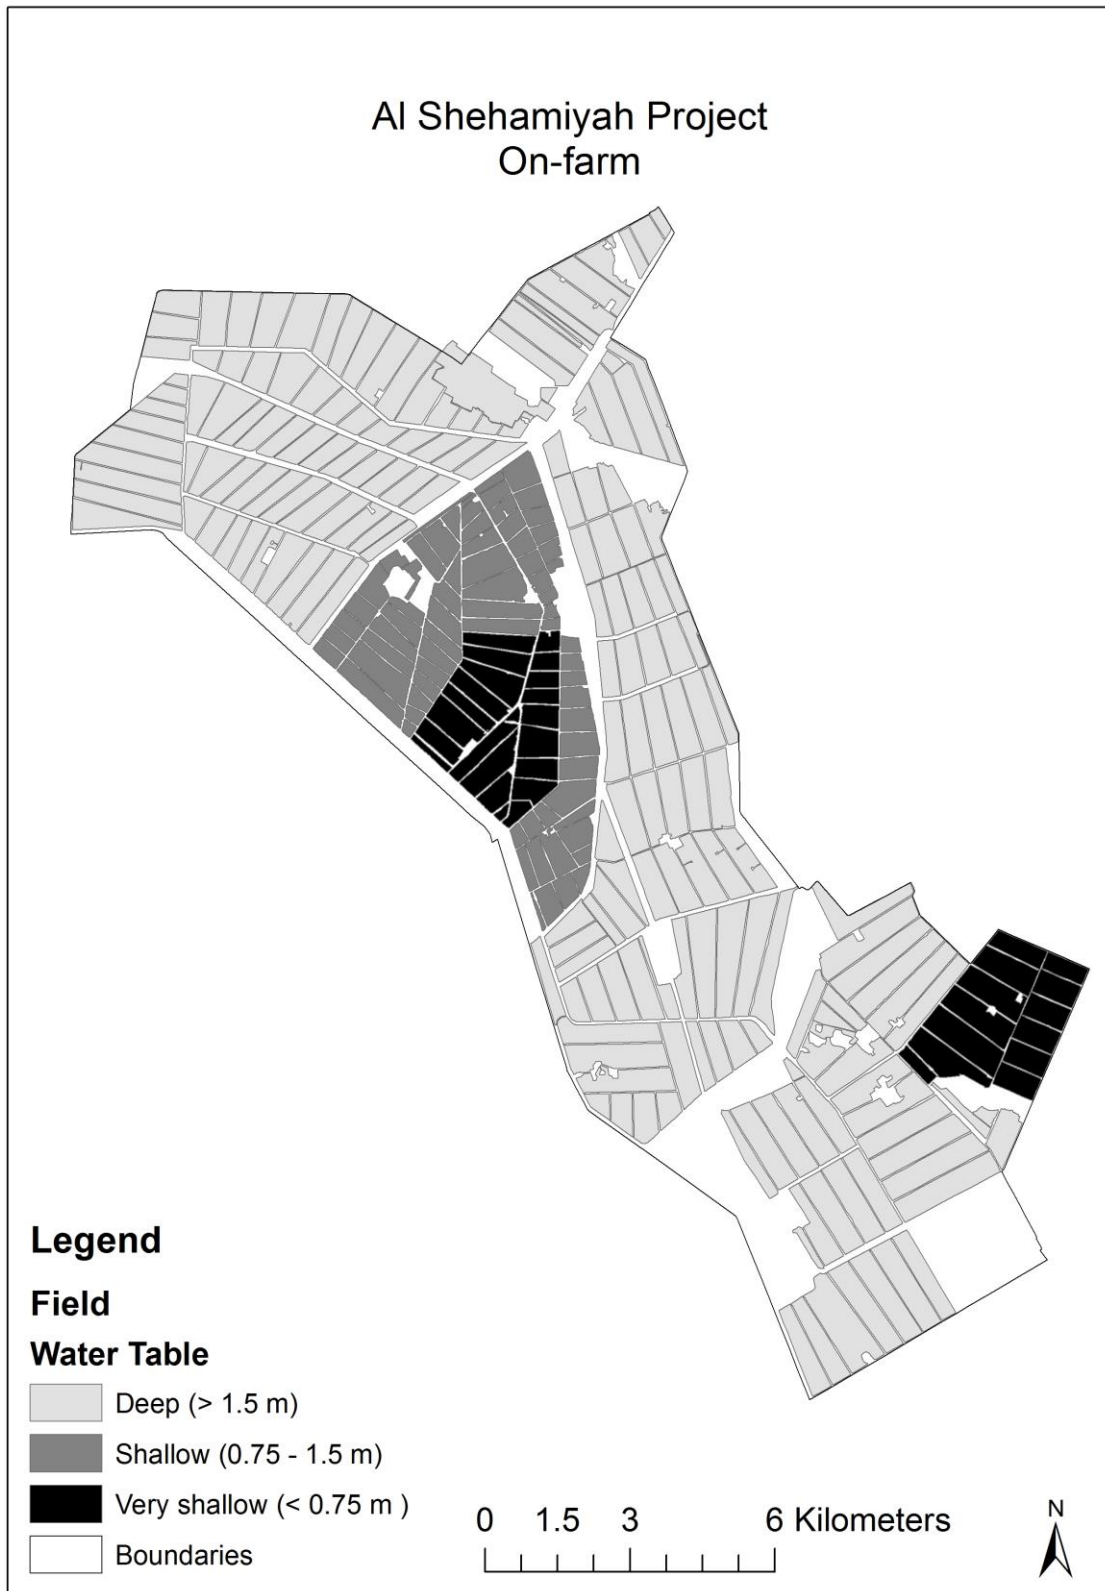 Al Shehamiyah Project
On-farm
Legend
Field
Water Table
Deep (> 1.5 m)
Shallow (0.75 - 1.5 m)
Very shallow (< 0.75 m )
Boundaries
0 1.5 3 6 Kilometers
N